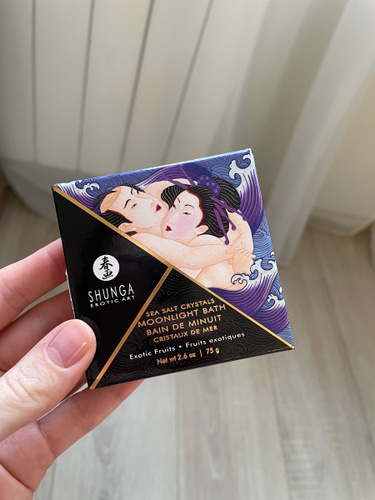 春画
SHUNGA
EROTIC ART
SEA SALT CRYSTALS
MOONLIGHT BATH
BAIN DE MINUIT
CRISTAUX DE MER
Exotic Fruits • Fruits exotiques
Net wt 2.6 oz | 75 g